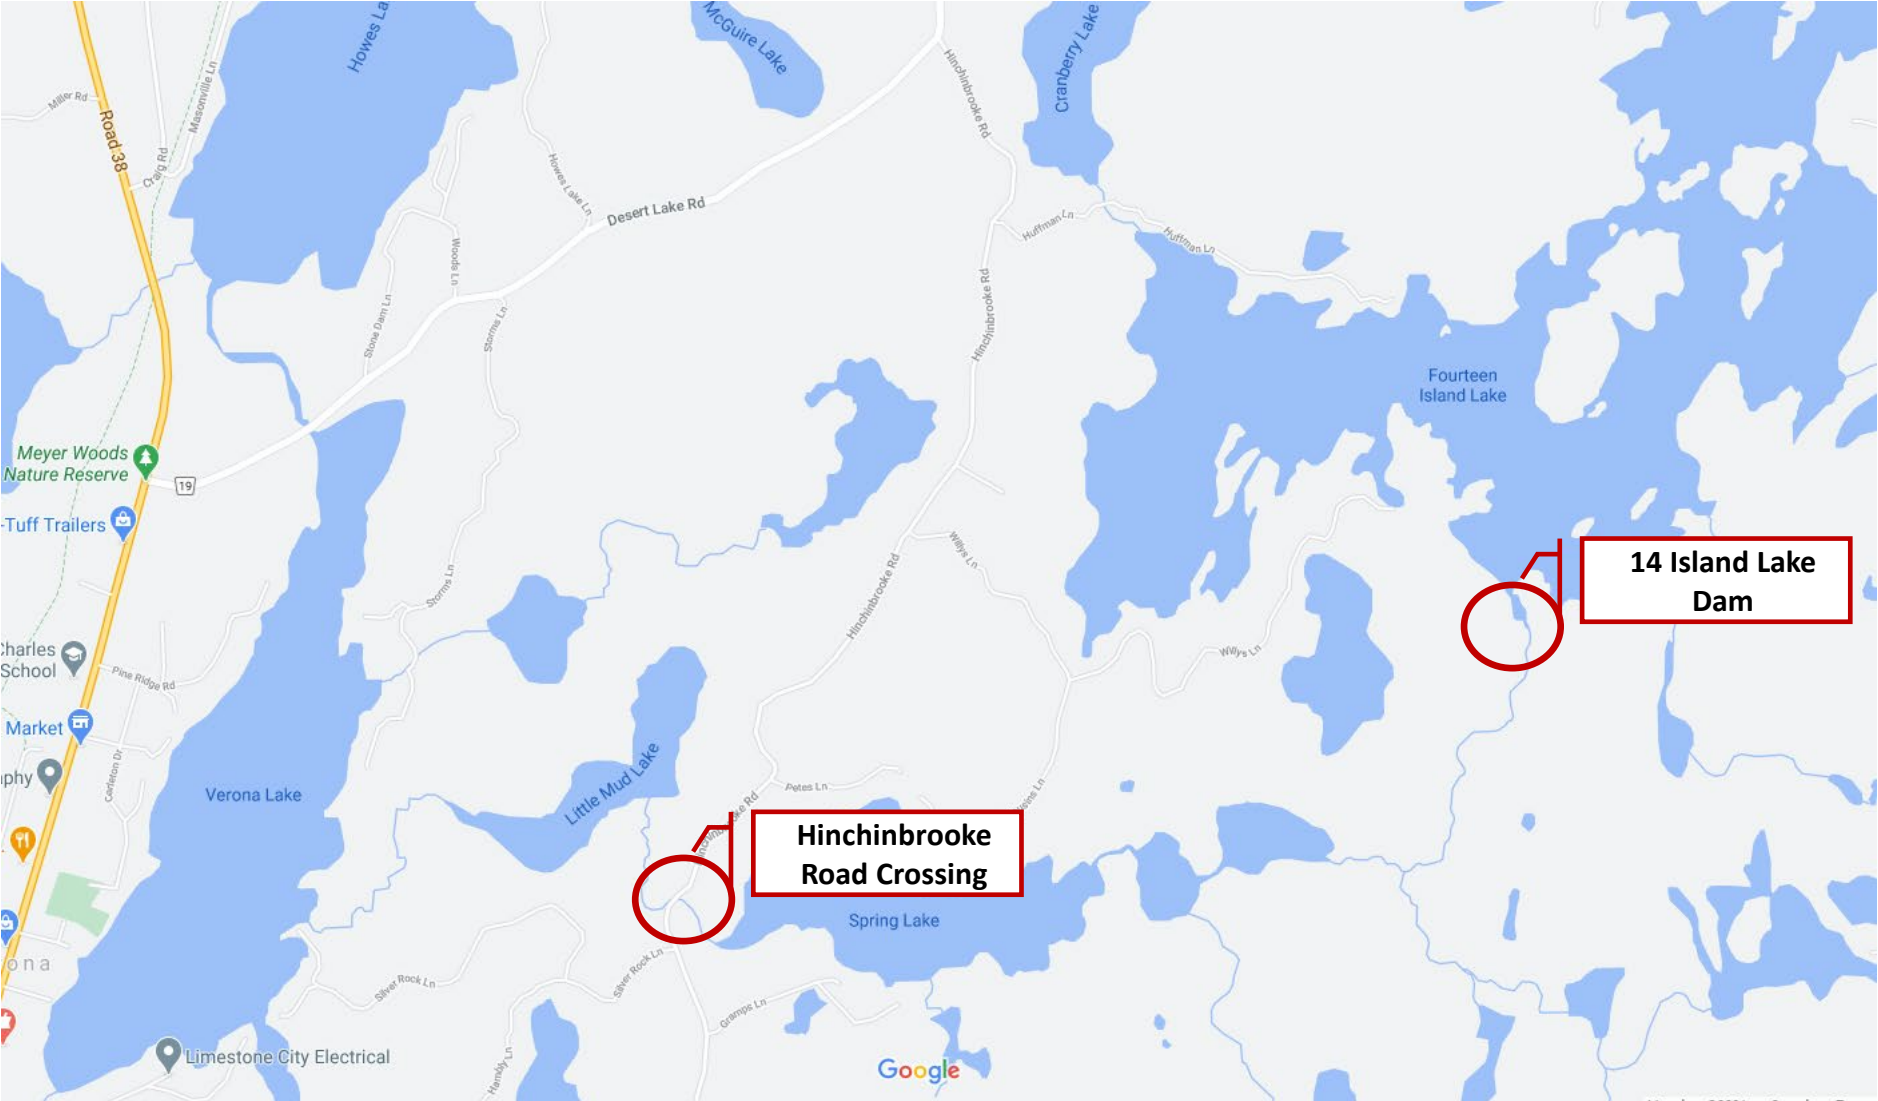 Howes La
McGuire Lake
Cranberry Lake
Miller Rd
Masonville Ln
Road 38
Craig Rd
Hinchinbrooke Rd
Howes Lake Ln
Desert Lake Rd
Huffman Ln
Huffman Ln
Woods Ln
Stone Dam Ln
Storms Ln
Hinchinbrooke Rd
Fourteen
Island Lake
Meyer Woods
Nature Reserve
19
-Tuff Trailers
Willys Ln
Hinchinbrooke Rd
Storms Ln
14 Island Lake
Dam
Charles
School
Pine Ridge Rd
Willys Ln
Market
Carleton Dr
aphy
Verona Lake
Little Mud Lake
Petes Ln
Hinchinbrooke
Road Crossing
Spring Lake
ona
Silver Rock Ln
Silver Rock Ln
Gramps Ln
Limestone City Electrical
Hambly Ln
Google